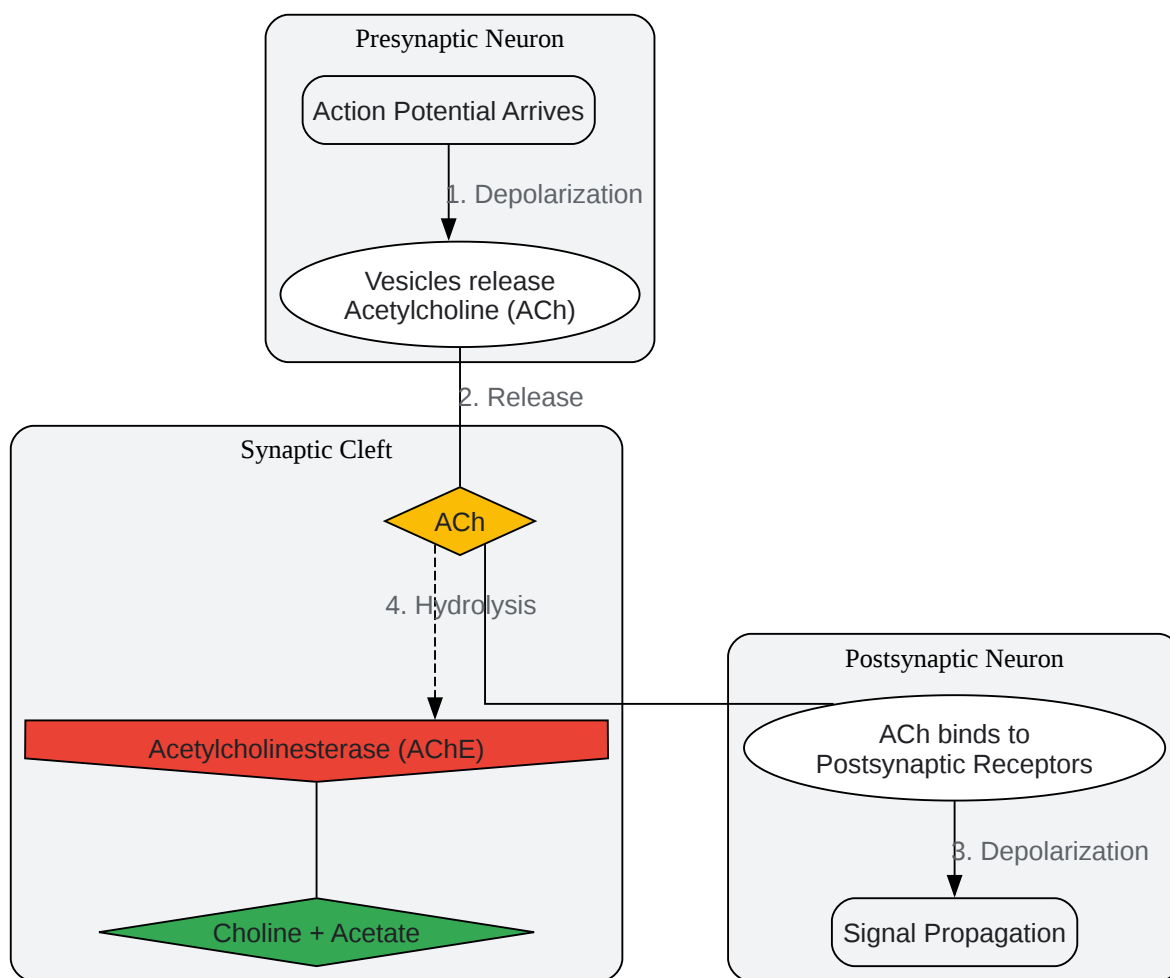 Presynaptic Neuron
Action Potential Arrives
1. Depolarization
Vesicles release
Acetylcholine (ACh)
2. Release
Synaptic Cleft
ACh
4. Hydrolysis
Acetylcholinesterase (AChE)
Choline + Acetate
Postsynaptic Neuron
ACh binds to
Postsynaptic Receptors
3. Depolarization
Signal Propagation